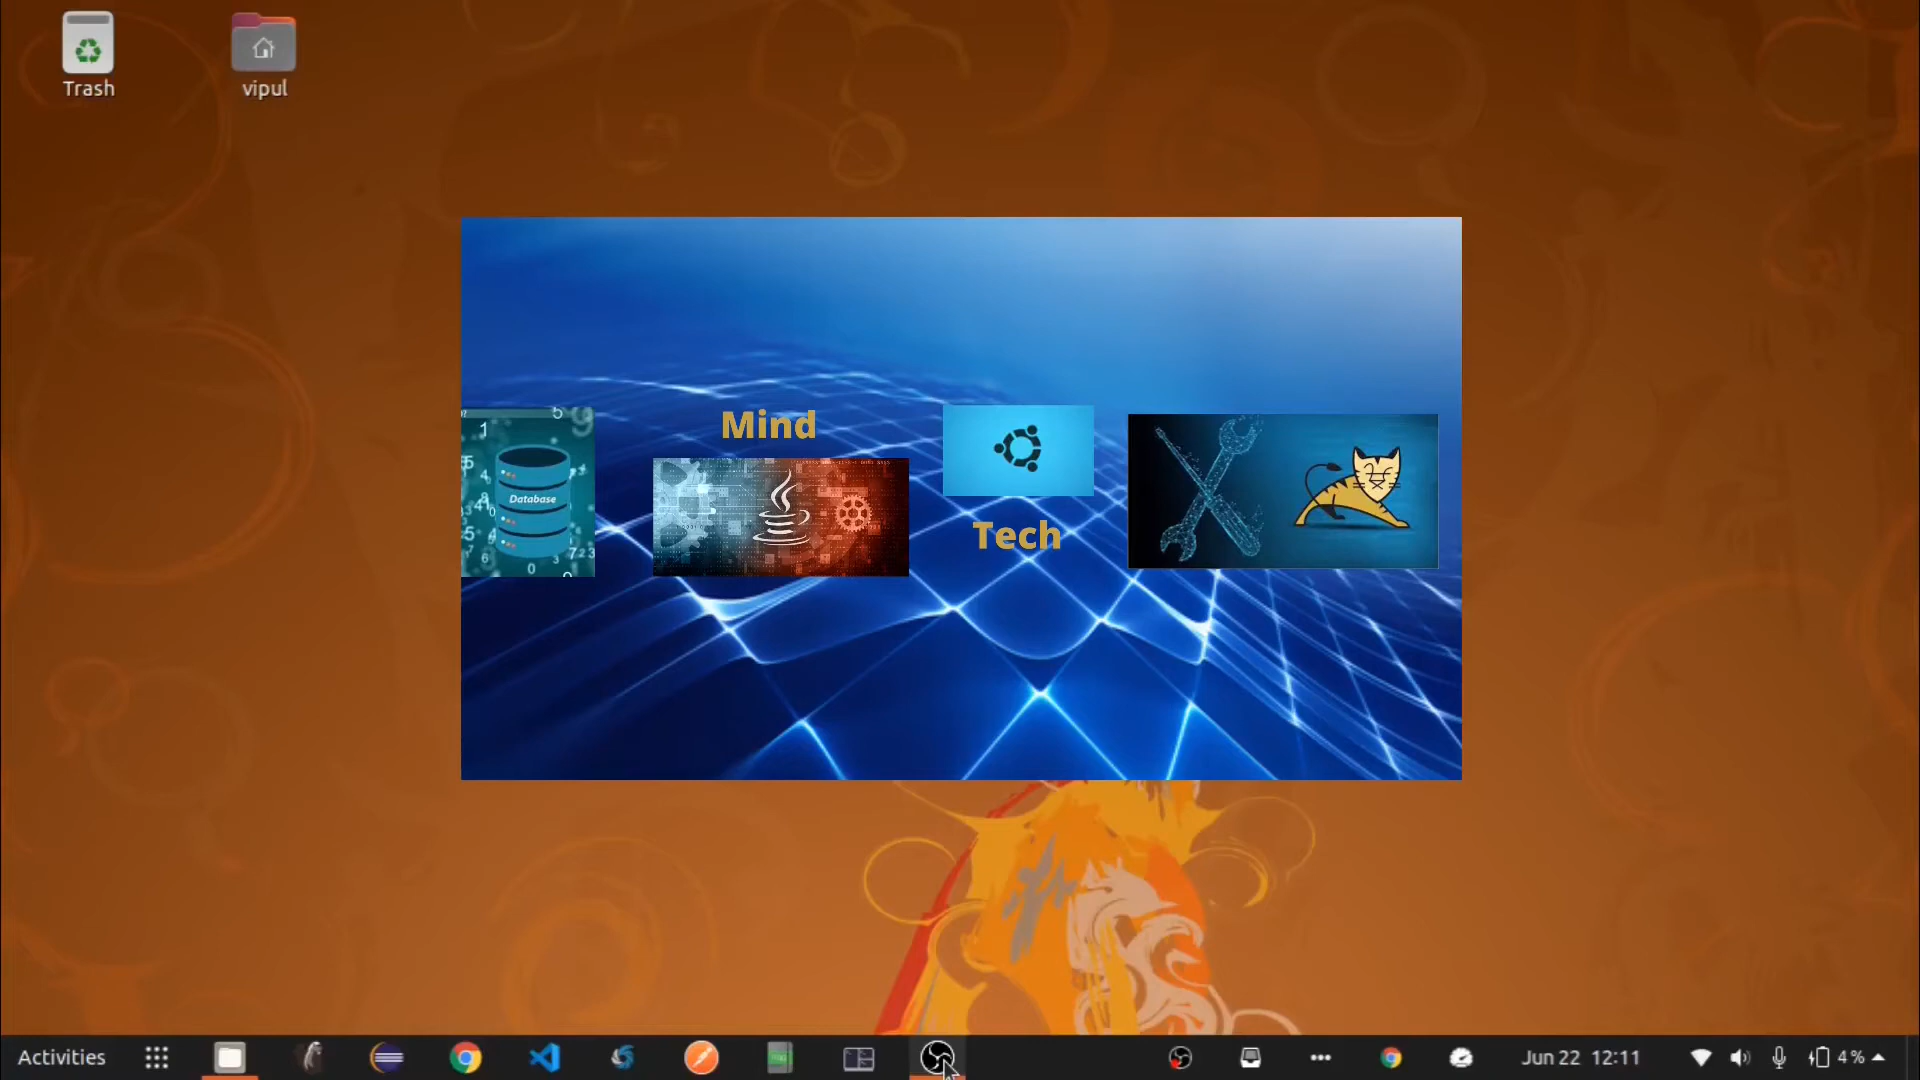 Trash
vipul
Mind
Database
Tech
Activities
Jun 22 12:11
4%